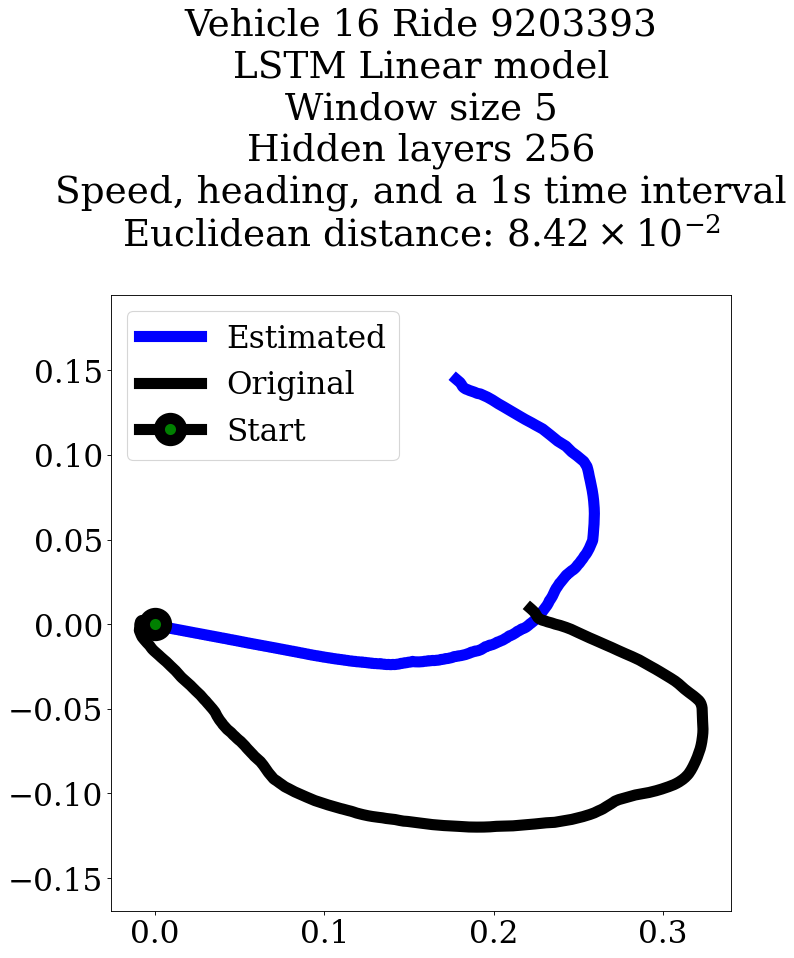 Vehicle 16 Ride 9203393
LSTM Linear model
Window size 5
Hidden layers 256
Speed, heading, and a 1s time interval
Euclidean distance: 8.42 × 10⁻²
Estimated
Original
Start
0.15
0.10
0.05
0.00
−0.05
−0.10
−0.15
0.0 0.1 0.2 0.3